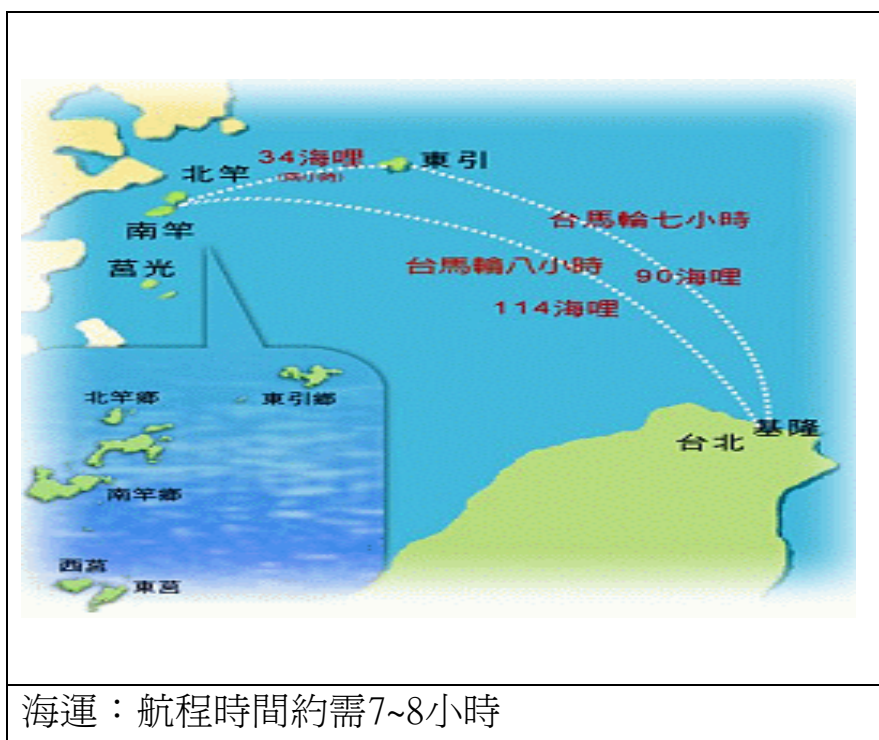 34海哩
東引
北竿
南竿
莒光
台馬輪七小時
台馬輪八小時
90海哩
114海哩
台北
基隆
北竿鄉
東引鄉
南竿鄉
西莒
東莒
海運：航程時間約需7~8小時